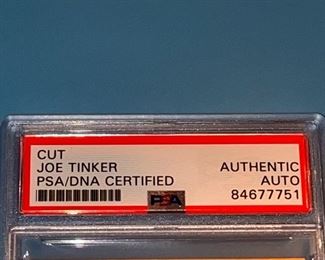 CUT
JOE TINKER AUTHENTIC
PSA/DNA CERTIFIED AUTO
PSA 84677751